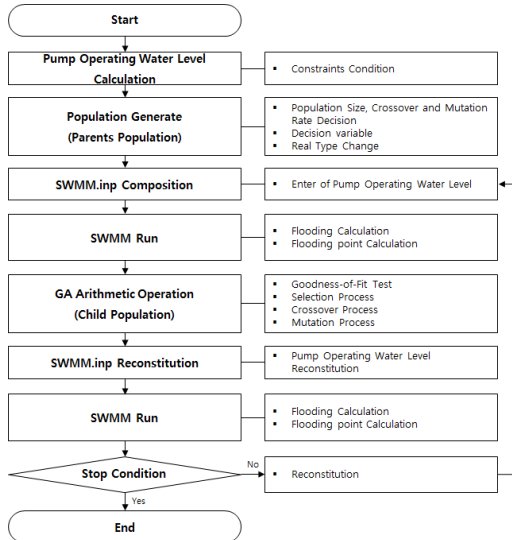 Start
Pump Operating Water Level
Calculation
▪ Constraints Condition
Population Generate
(Parents Population)
▪ Population Size, Crossover and Mutation
Rate Decision
▪ Decision variable
▪ Real Type Change
SWMM.inp Composition
▪ Enter of Pump Operating Water Level
SWMM Run
▪ Flooding Calculation
▪ Flooding point Calculation
GA Arithmetic Operation
(Child Population)
▪ Goodness-of-Fit Test
▪ Selection Process
▪ Crossover Process
▪ Mutation Process
SWMM.inp Reconstitution
▪ Pump Operating Water Level
Reconstitution
SWMM Run
▪ Flooding Calculation
▪ Flooding point Calculation
Stop Condition
No
▪ Reconstitution
Yes
End